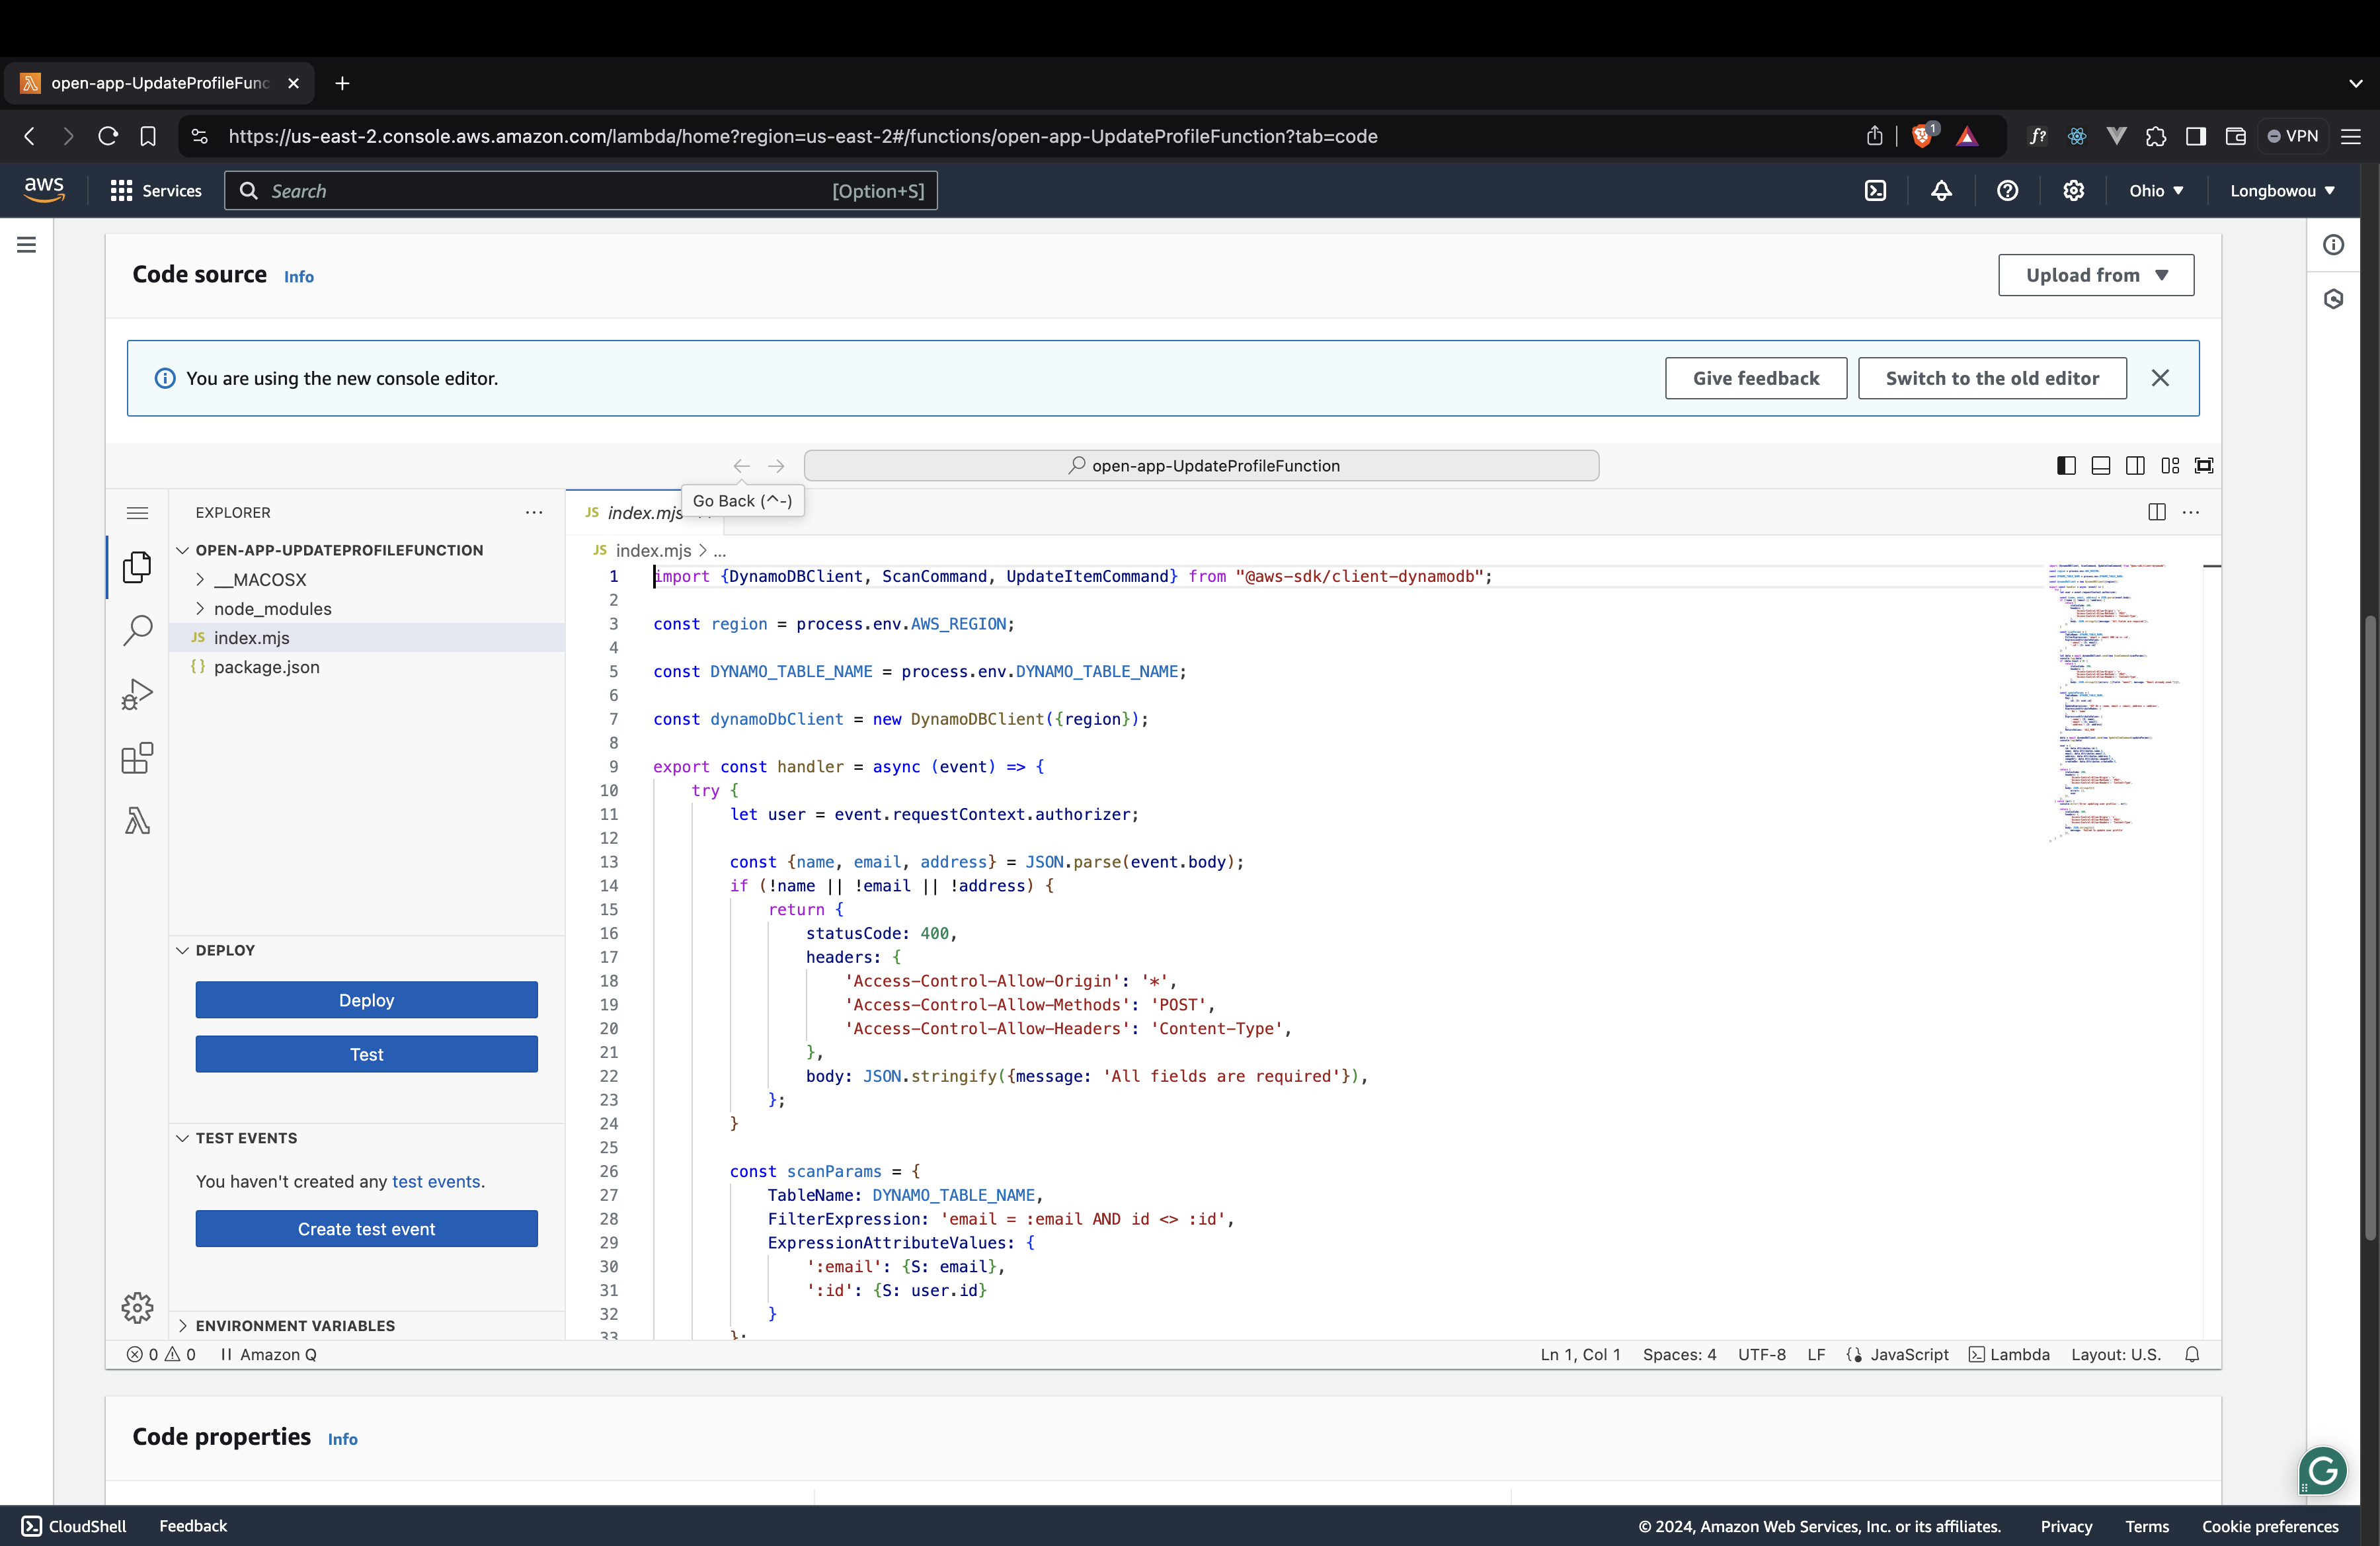 open-app-UpdateProfileFunc
https://us-east-2.console.aws.amazon.com/lambda/home?region=us-east-2#/functions/open-app-UpdateProfileFunction?tab=code
1
f?
VPN
aws
Services
Search
[Option+S]
Ohio
Longbowou
Code source
Info
Upload from
You are using the new console editor.
Give feedback
Switch to the old editor
open-app-UpdateProfileFunction
Go Back (^-)
EXPLORER
OPEN-APP-UPDATEPROFILEFUNCTION
__MACOSX
node_modules
JS index.mjs
{} package.json
DEPLOY
Deploy
Test
TEST EVENTS
You haven't created any test events.
Create test event
ENVIRONMENT VARIABLES
JS index.mjs
JS index.mjs > ...
1 import {DynamoDBClient, ScanCommand, UpdateItemCommand} from "@aws-sdk/client-dynamodb";
2
3 const region = process.env.AWS_REGION;
4
5 const DYNAMO_TABLE_NAME = process.env.DYNAMO_TABLE_NAME;
6
7 const dynamoDbClient = new DynamoDBClient({region});
8
9 export const handler = async (event) => {
10 try {
11 let user = event.requestContext.authorizer;
12
13 const {name, email, address} = JSON.parse(event.body);
14 if (!name || !email || !address) {
15 return {
16 statusCode: 400,
17 headers: {
18 'Access-Control-Allow-Origin': '*',
19 'Access-Control-Allow-Methods': 'POST',
20 'Access-Control-Allow-Headers': 'Content-Type',
21 },
22 body: JSON.stringify({message: 'All fields are required'}),
23 };
24 }
25
26 const scanParams = {
27 TableName: DYNAMO_TABLE_NAME,
28 FilterExpression: 'email = :email AND id <> :id',
29 ExpressionAttributeValues: {
30 ':email': {S: email},
31 ':id': {S: user.id}
32 }
33 };
0 0 Amazon Q
Ln 1, Col 1 Spaces: 4 UTF-8 LF {} JavaScript Lambda Layout: U.S.
Code properties
Info
G
CloudShell
Feedback
© 2024, Amazon Web Services, Inc. or its affiliates.
Privacy
Terms
Cookie preferences